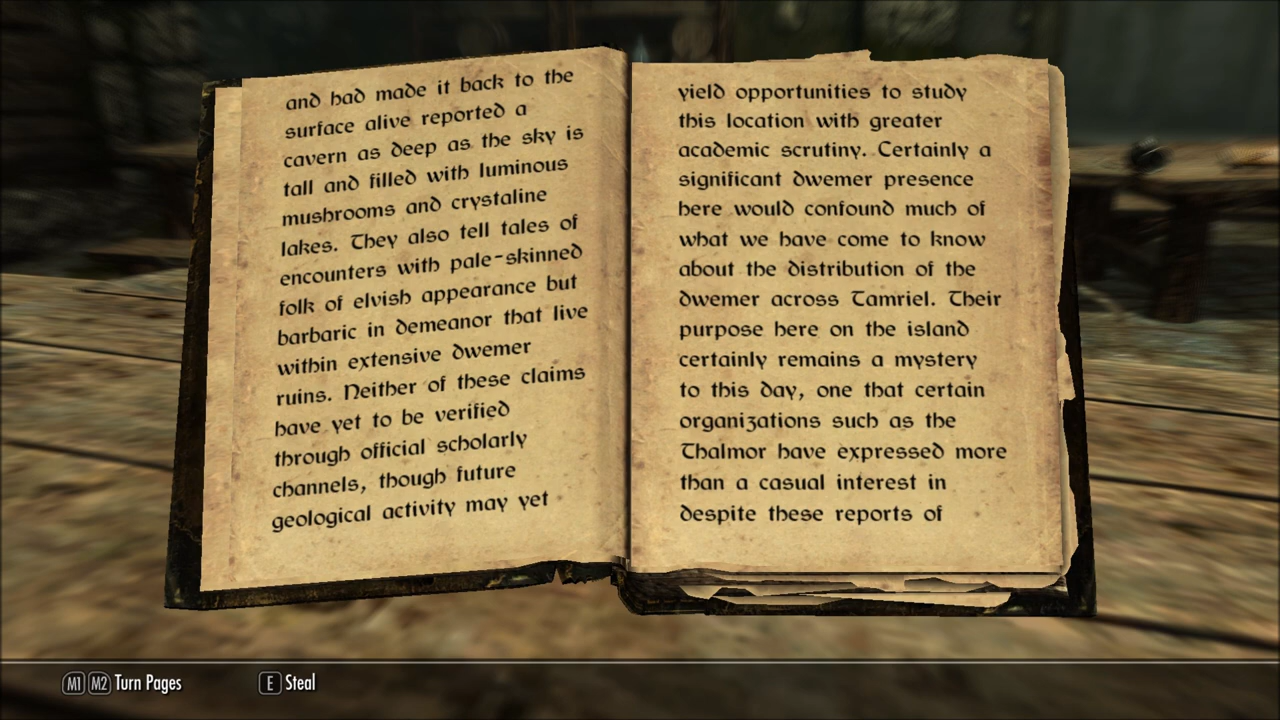 and had made it back to the
surface alive reported a
cavern as deep as the sky is
tall and filled with luminous
mushrooms and crystaline
lakes. They also tell tales of
encounters with pale-skinned
folk of elvish appearance but
barbaric in demeanor that live
within extensive dwemer
ruins. Neither of these claims
have yet to be verified
through official scholarly
channels, though future
geological activity may yet
yield opportunities to study
this location with greater
academic scrutiny. Certainly a
significant dwemer presence
here would confound much of
what we have come to know
about the distribution of the
dwemer across Tamriel. Their
purpose here on the island
certainly remains a mystery
to this day, one that certain
organizations such as the
Thalmor have expressed more
than a casual interest in
despite these reports of
M1 M2 Turn Pages
E Steal